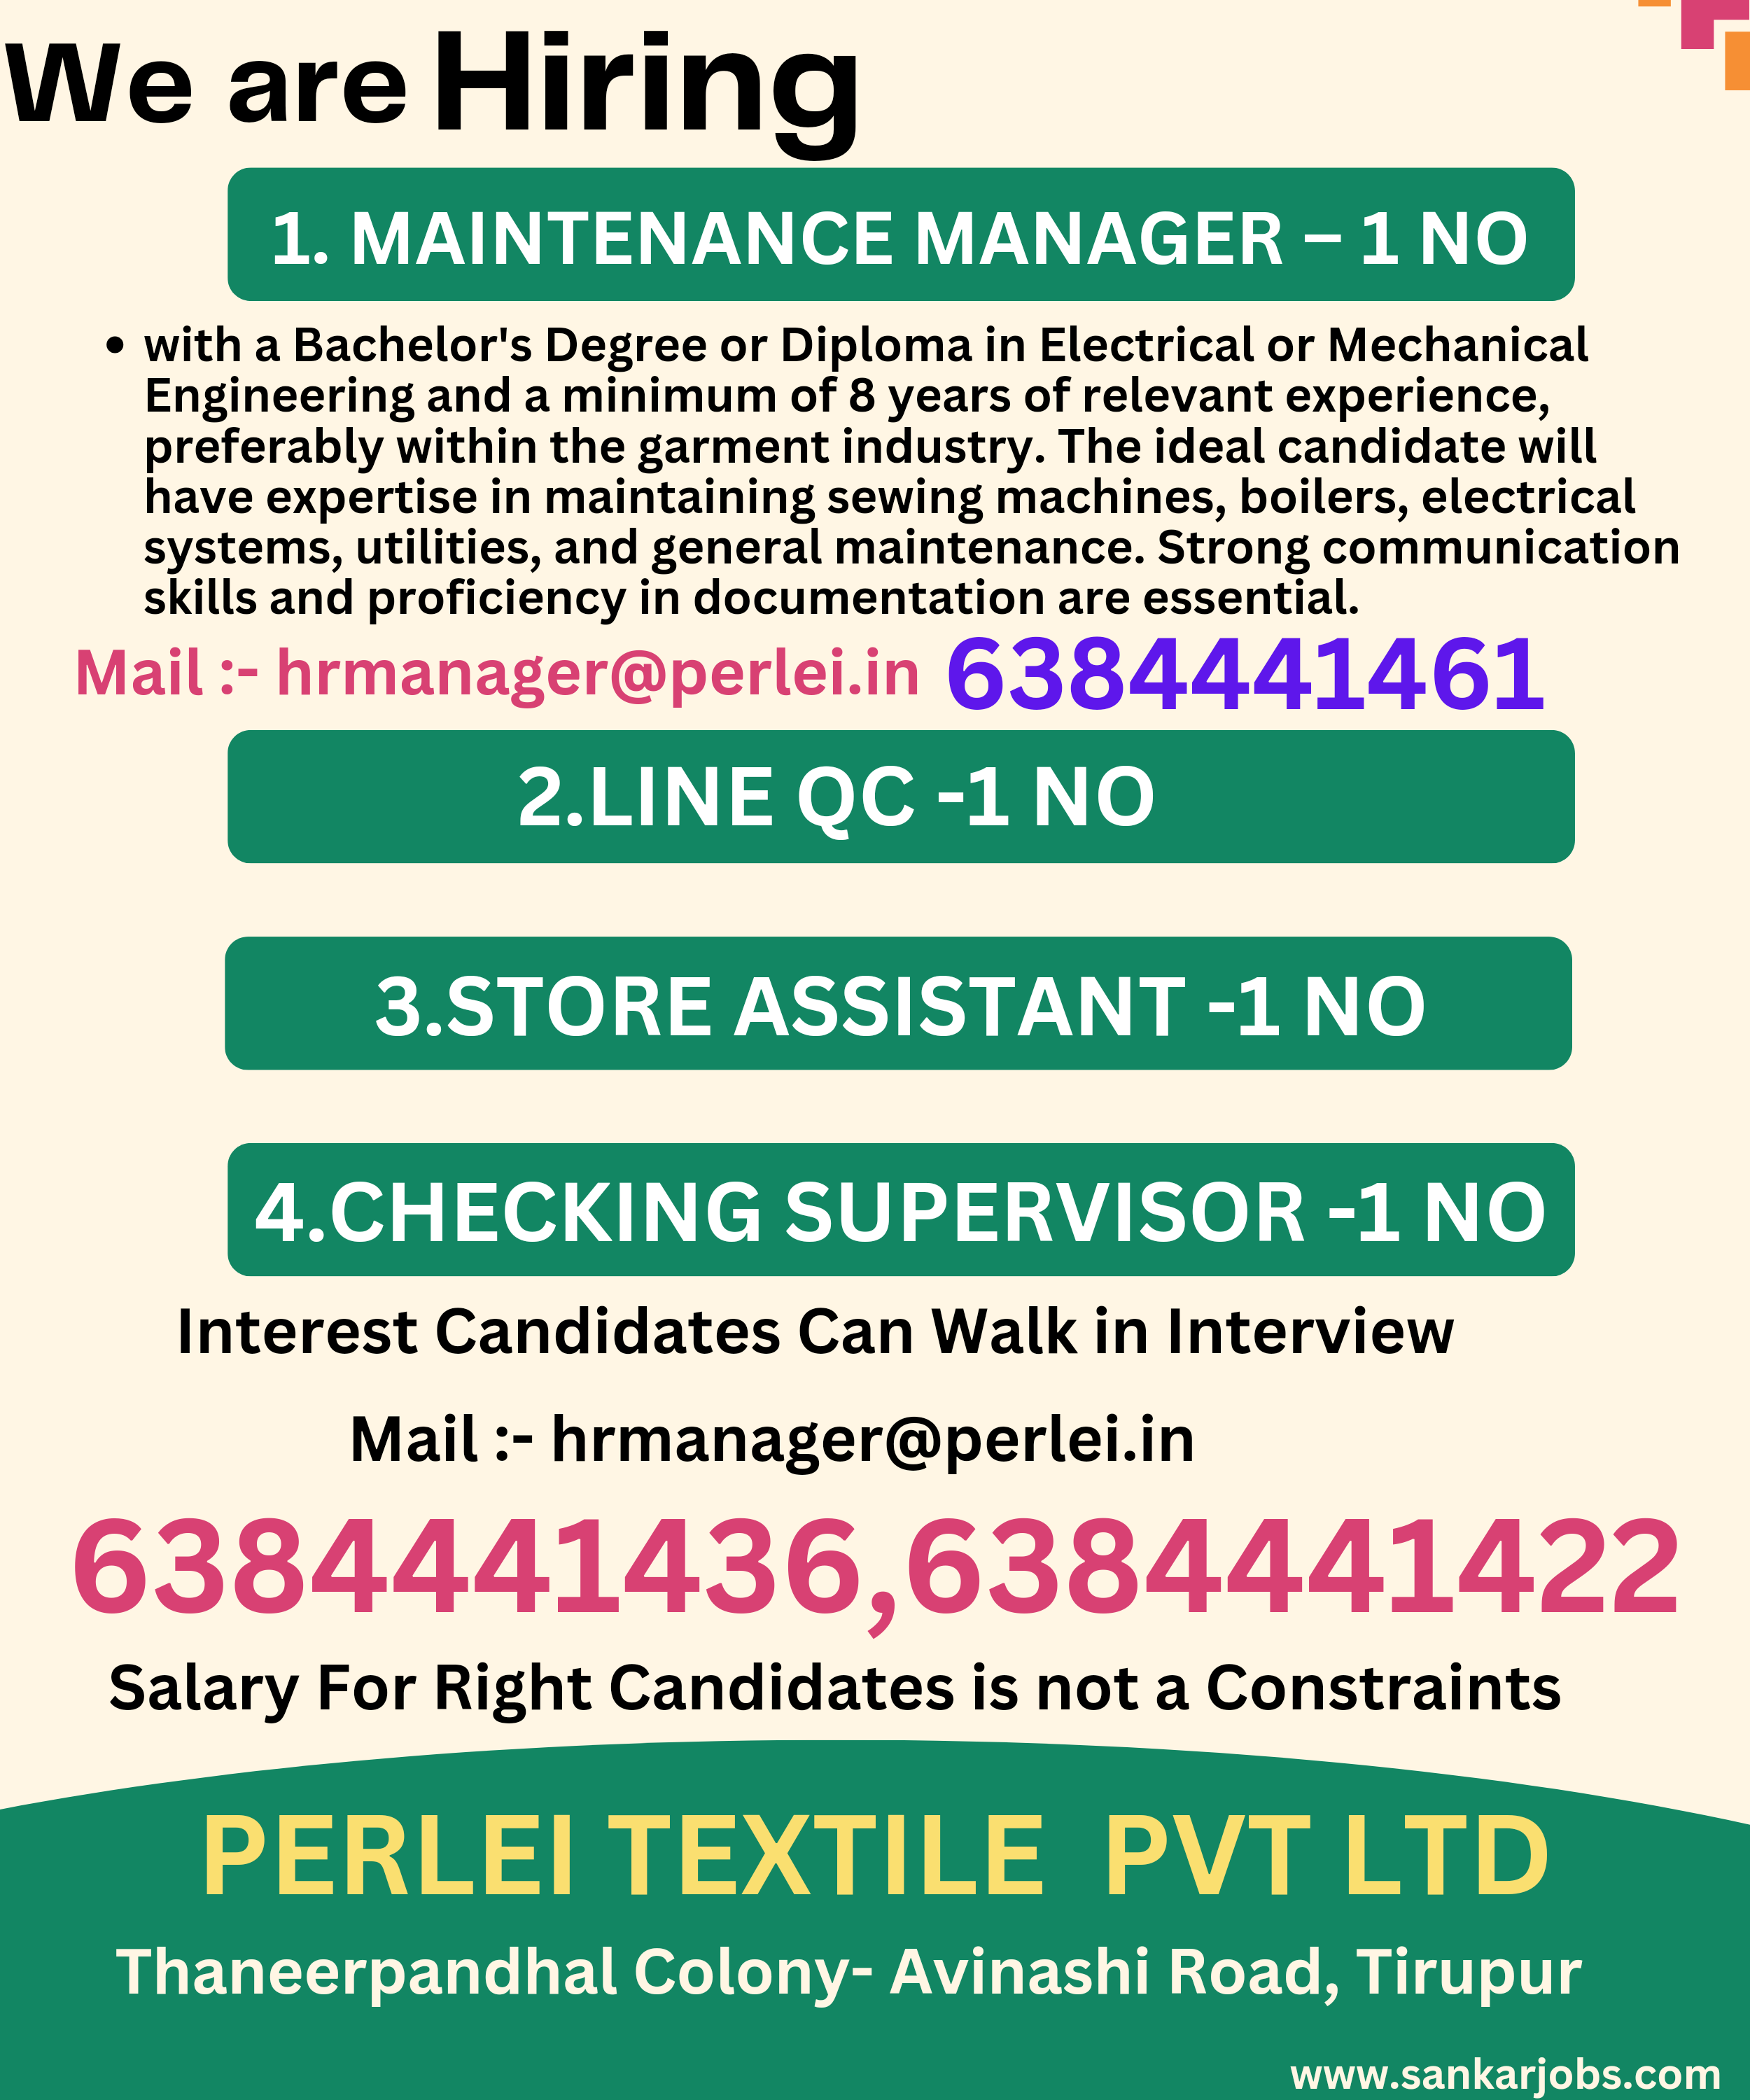 We are Hiring
1. MAINTENANCE MANAGER – 1 NO
• with a Bachelor's Degree or Diploma in Electrical or Mechanical
Engineering and a minimum of 8 years of relevant experience,
preferably within the garment industry. The ideal candidate will
have expertise in maintaining sewing machines, boilers, electrical
systems, utilities, and general maintenance. Strong communication
skills and proficiency in documentation are essential.
Mail :- hrmanager@perlei.in 6384441461
2.LINE QC -1 NO
3.STORE ASSISTANT -1 NO
4.CHECKING SUPERVISOR -1 NO
Interest Candidates Can Walk in Interview
Mail :- hrmanager@perlei.in
6384441436,6384441422
Salary For Right Candidates is not a Constraints
PERLEI TEXTILE PVT LTD
Thaneerpandhal Colony- Avinashi Road, Tirupur
www.sankarjobs.com